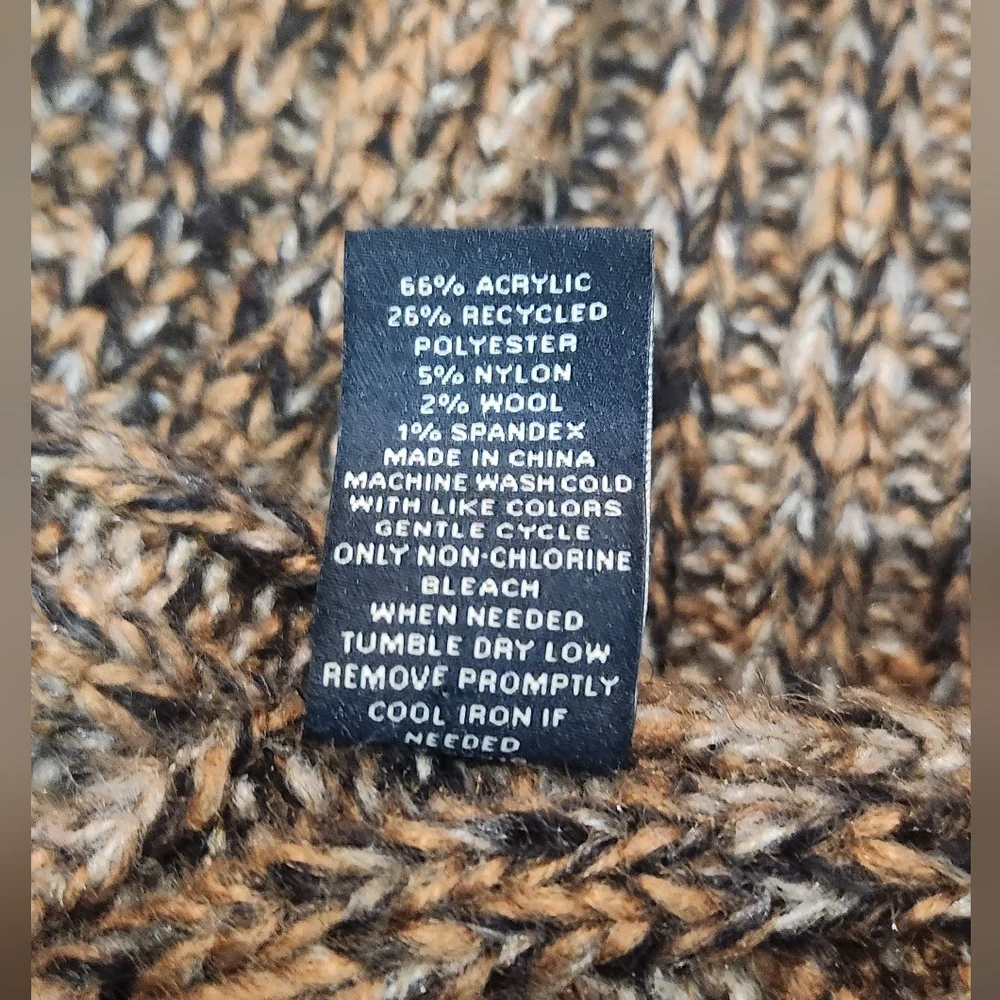 66% ACRYLIC
26% RECYCLED
POLYESTER
5% NYLON
2% WOOL
1% SPANDEX
MADE IN CHINA
MACHINE WASH COLD
WITH LIKE COLORS
GENTLE CYCLE
ONLY NON-CHLORINE
BLEACH
WHEN NEEDED
TUMBLE DRY LOW
REMOVE PROMPTLY
COOL IRON IF
NEEDED